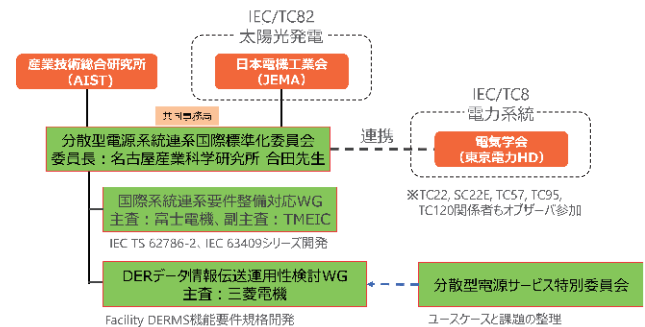 IEC/TC82
太陽光発電
産業技術総合研究所
（AIST）
日本電機工業会
（JEMA）
IEC/TC8
電力系統
共同事務局
分散型電源系統連系国際標準化委員会
委員長：名古屋産業科学研究所 合田先生
連携
電気学会
（東京電力HD）
国際系統連系要件整備対応WG
主査：富士電機、副主査：TMEIC
※TC22, SC22E, TC57, TC95,
TC120関係者もオブザーバ参加
IEC TS 62786-2、IEC 63409シリーズ開発
DERデータ情報伝送運用性検討WG
主査：三菱電機
分散型電源サービス特別委員会
Facility DERMS機能要件規格開発
ユースケースと課題の整理